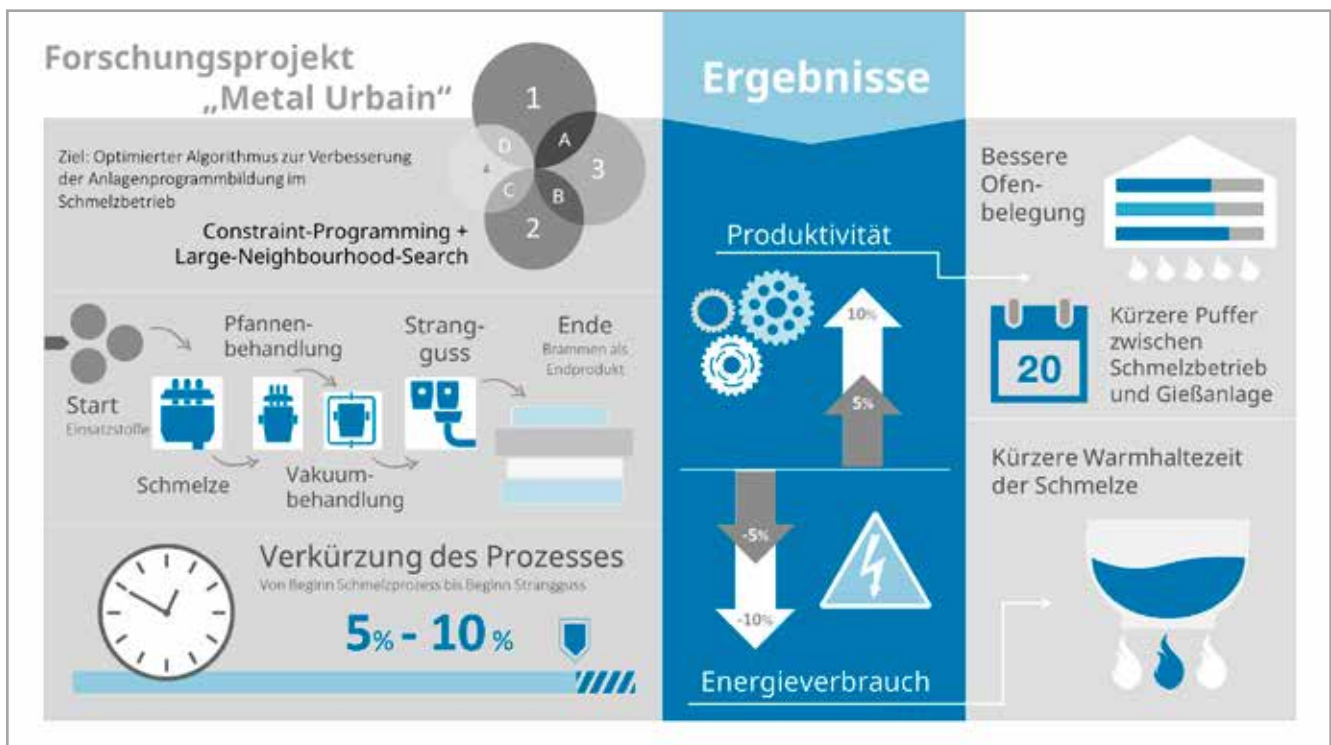 Forschungsprojekt
„Metal Urbain“
1
A
D
3
4
C
B
2
Ziel: Optimierter Algorithmus zur Verbesserung
der Anlagenprogrammbildung im
Schmelzbetrieb
Constraint-Programming +
Large-Neighbourhood-Search
Start
Einsatzstoffe
Schmelze
Pfannen-
behandlung
Vakuum-
behandlung
Strang-
guss
Ende
Brammen als
Endprodukt
Verkürzung des Prozesses
Von Beginn Schmelzprozess bis Beginn Strangguss
5% - 10 %
Ergebnisse
Produktivität
10%
5%
-5%
-10%
Energieverbrauch
Bessere
Ofen-
belegung
20
Kürzere Puffer
zwischen
Schmelzbetrieb
und Gießanlage
Kürzere Warmhaltezeit
der Schmelze